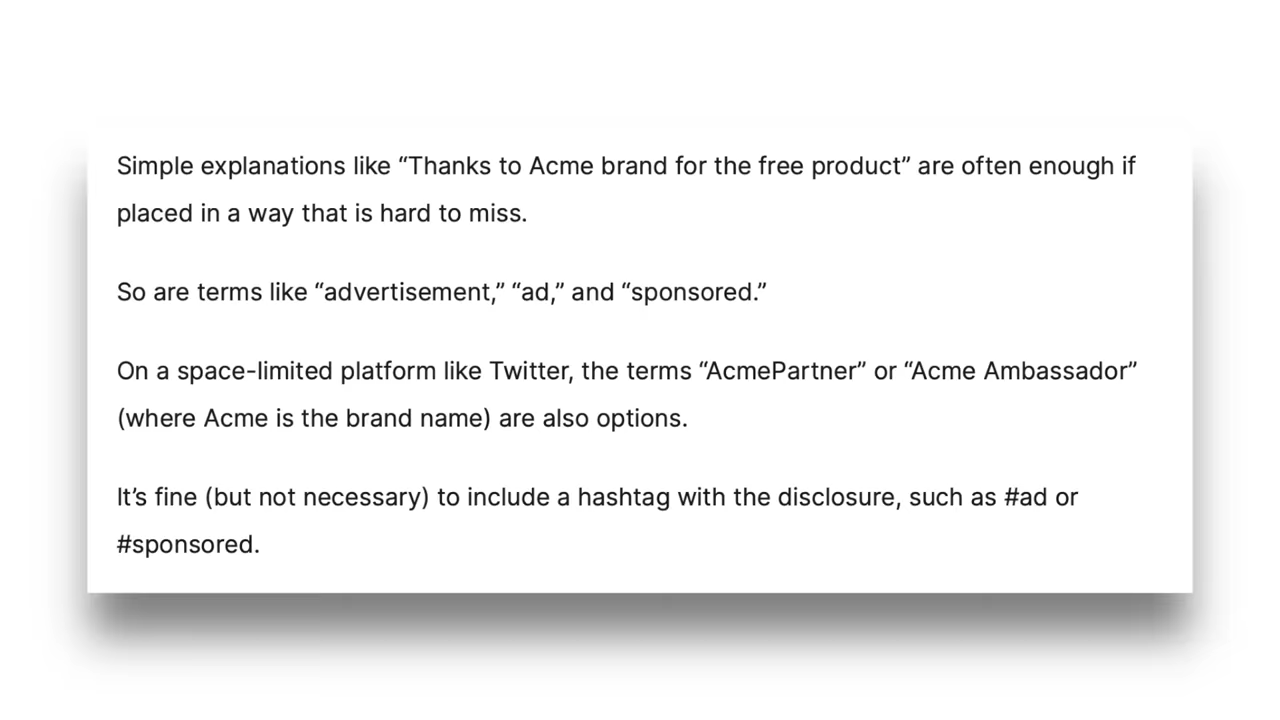 Simple explanations like “Thanks to Acme brand for the free product” are often enough if
placed in a way that is hard to miss.
So are terms like “advertisement,” “ad,” and “sponsored.”
On a space-limited platform like Twitter, the terms “AcmePartner” or “Acme Ambassador”
(where Acme is the brand name) are also options.
It’s fine (but not necessary) to include a hashtag with the disclosure, such as #ad or
#sponsored.